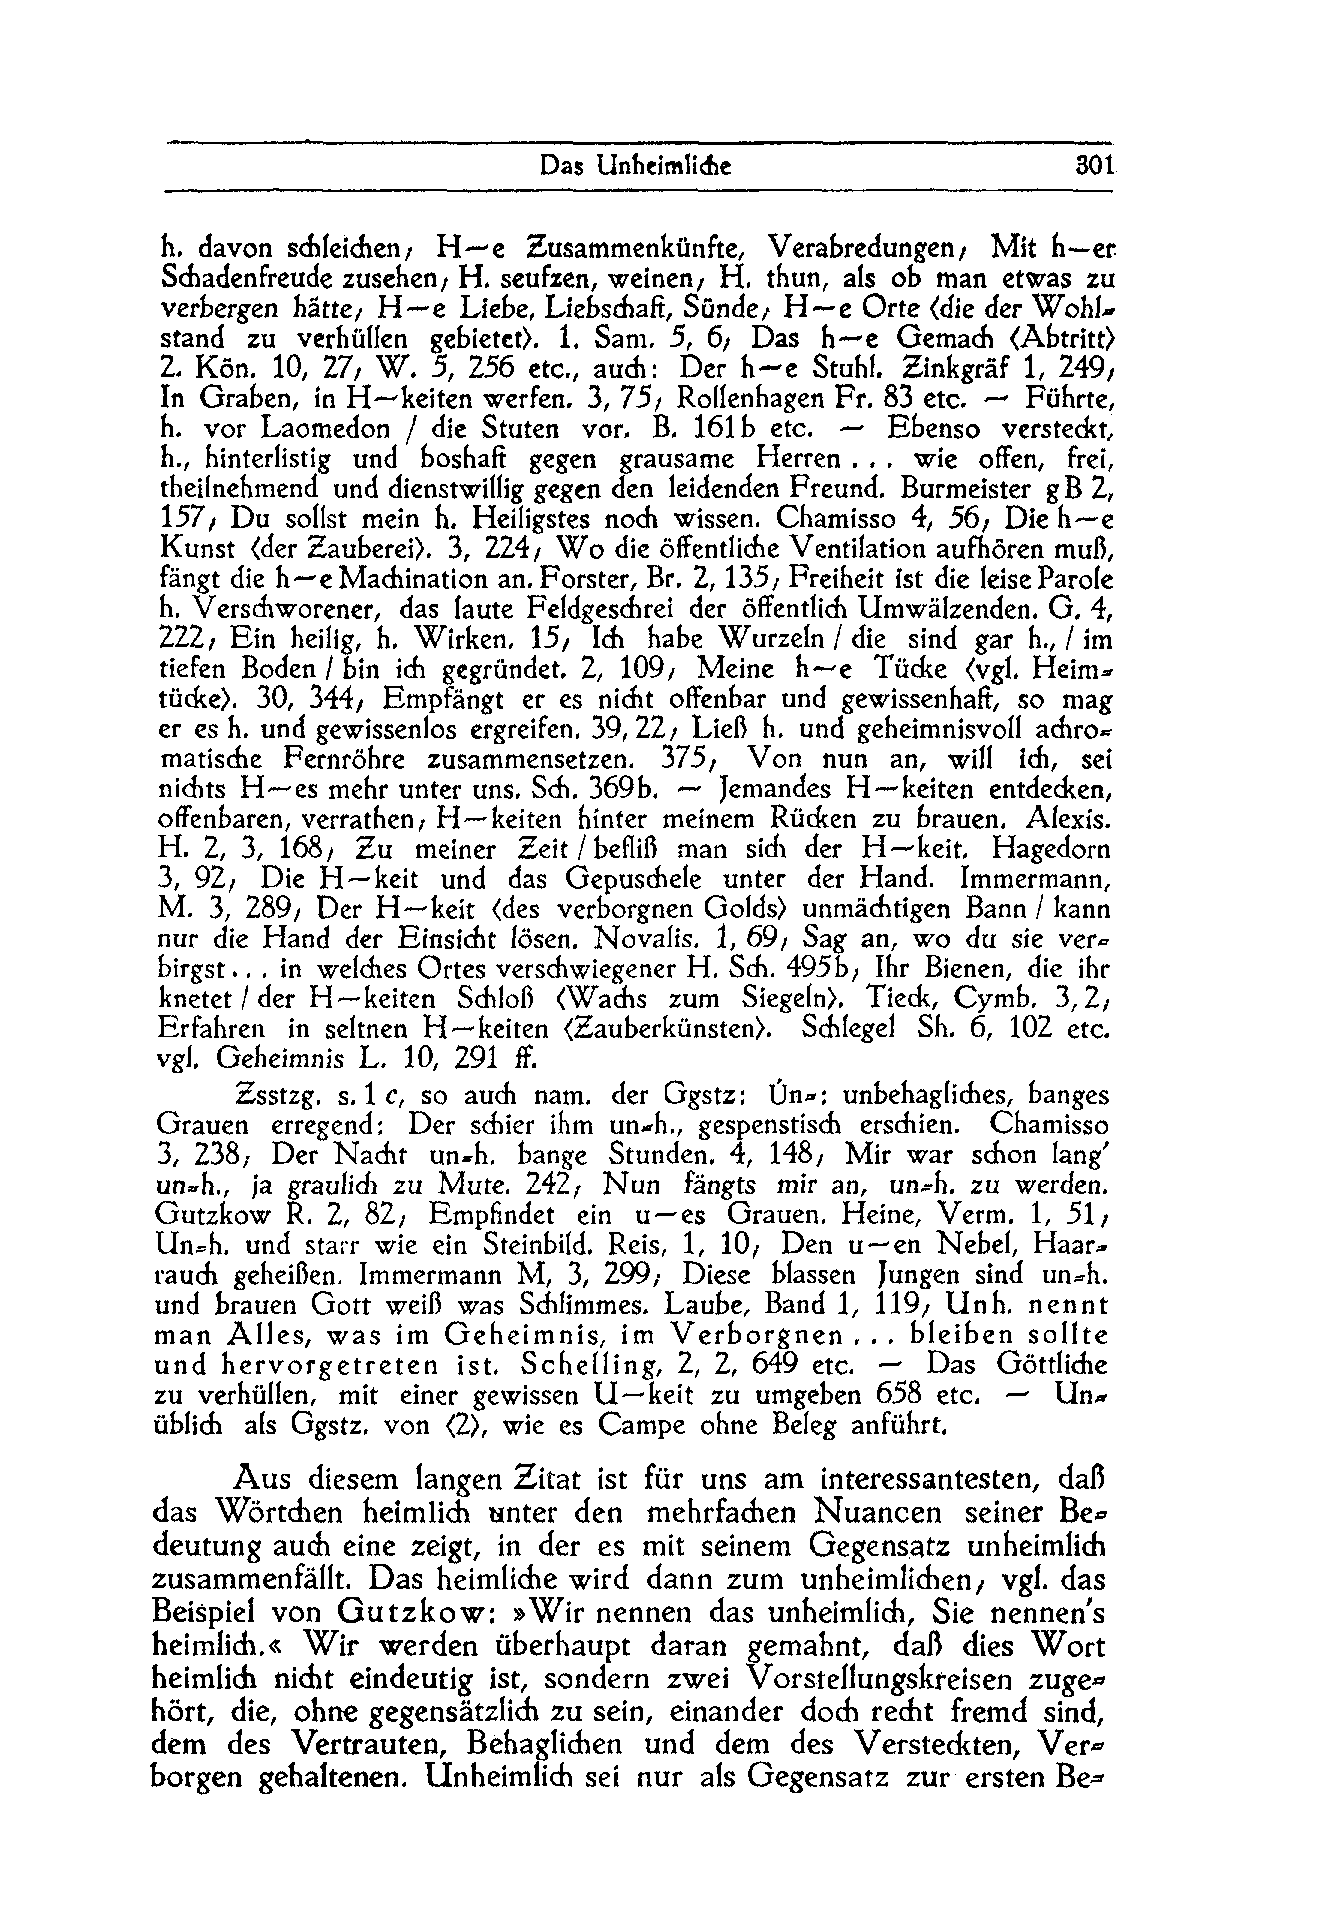 Das Unheimliche 301
h. davon schleichen; H—e Zusammenkünfte, Verabredungen; Mit h—er
Schadenfreude zusehen; H. seufzen, weinen; H. thun, als ob man etwas zu
verbergen hätte; H—e Liebe, Liebschaft, Sünde; H—e Orte (die der Wohl-
stand zu verhüllen gebietet). 1. Sam. 5, 6; Das h—e Gemach (Abtritt)
2. Kön. 10, 27; W. 5, 256 etc., auch: Der h—e Stuhl. Zinkgräf 1, 249;
In Graben, in H—keiten werfen. 3, 75; Rollenhagen Fr. 83 etc. — Führte,
h. vor Laomedon / die Stuten vor. B. 161b etc. — Ebenso versteckt,
h., hinterlistig und boshaft gegen grausame Herren . . . wie offen, frei,
theilnehmend und dienstwillig gegen den leidenden Freund. Burmeister gB 2,
157; Du sollst mein h. Heiligstes noch wissen. Chamisso 4, 56; Die h—e
Kunst (der Zauberei). 3, 224; Wo die öffentliche Ventilation aufhören muß,
fängt die h—e Machination an. Forster, Br. 2, 135; Freiheit ist die leise Parole
h. Verschworener, das laute Feldgeschrei der öffentlich Umwälzenden. G. 4,
222; Ein heilig, h. Wirken. 15; Ich habe Wurzeln / die sind gar h., / im
tiefen Boden / bin ich gegründet. 2, 109; Meine h—e Tücke (vgl. Heim-
tücke). 30, 344; Empfängt er es nicht offenbar und gewissenhaft, so mag
er es h. und gewissenlos ergreifen. 39, 22; Ließ h. und geheimnisvoll achro-
matische Fernröhre zusammensetzen. 375; Von nun an, will ich, sei
nichts H—es mehr unter uns. Sch. 369b. — Jemandes H—keiten entdecken,
offenbaren, verrathen; H—keiten hinter meinem Rücken zu brauen. Alexis.
H. 2, 3, 168; Zu meiner Zeit / befliß man sich der H—keit. Hagedorn
3, 92; Die H—keit und das Gepuschele unter der Hand. Immermann,
M. 3, 289; Der H—keit (des verborgnen Golds) unmächtigen Bann / kann
nur die Hand der Einsicht lösen. Novalis. 1, 69; Sag an, wo du sie ver-
birgst . . . in welches Ortes verschwiegener H. Sch. 495b; Ihr Bienen, die ihr
knetet / der H—keiten Schloß (Wachs zum Siegeln). Tieck, Cymb. 3, 2;
Erfahren in seltnen H—keiten (Zauberkünsten). Schlegel Sh. 6, 102 etc.
vgl. Geheimnis L. 10, 291 ff.
Zsstzg. s. 1 c, so auch nam. der Ggstz: Ún-: unbehagliches, banges
Grauen erregend: Der schier ihm un-h., gespenstisch erschien. Chamisso
3, 238; Der Nacht un-h. bange Stunden. 4, 148; Mir war schon lang'
un-h., ja graulich zu Mute. 242; Nun fängts mir an, un-h. zu werden.
Gutzkow R. 2, 82; Empfindet ein u—es Grauen. Heine, Verm. 1, 51;
Un-h. und starr wie ein Steinbild. Reis, 1, 10; Den u—en Nebel, Haar-
rauch geheißen. Immermann M, 3, 299; Diese blassen Jungen sind un-h.
und brauen Gott weiß was Schlimmes. Laube, Band 1, 119; Unh. nennt
man Alles, was im Geheimnis, im Verborgnen . . . bleiben sollte
und hervorgetreten ist. Schelling, 2, 2, 649 etc. — Das Göttliche
zu verhüllen, mit einer gewissen U—keit zu umgeben 658 etc. — Un-
üblich als Ggstz. von (2), wie es Campe ohne Beleg anführt.
Aus diesem langen Zitat ist für uns am interessantesten, daß
das Wörtchen heimlich unter den mehrfachen Nuancen seiner Be-
deutung auch eine zeigt, in der es mit seinem Gegensatz unheimlich
zusammenfällt. Das heimliche wird dann zum unheimlichen; vgl. das
Beispiel von Gutzkow: »Wir nennen das unheimlich, Sie nennen's
heimlich.« Wir werden überhaupt daran gemahnt, daß dies Wort
heimlich nicht eindeutig ist, sondern zwei Vorstellungskreisen zuge-
hört, die, ohne gegensätzlich zu sein, einander doch recht fremd sind,
dem des Vertrauten, Behaglichen und dem des Versteckten, Ver-
borgen gehaltenen. Unheimlich sei nur als Gegensatz zur ersten Be-